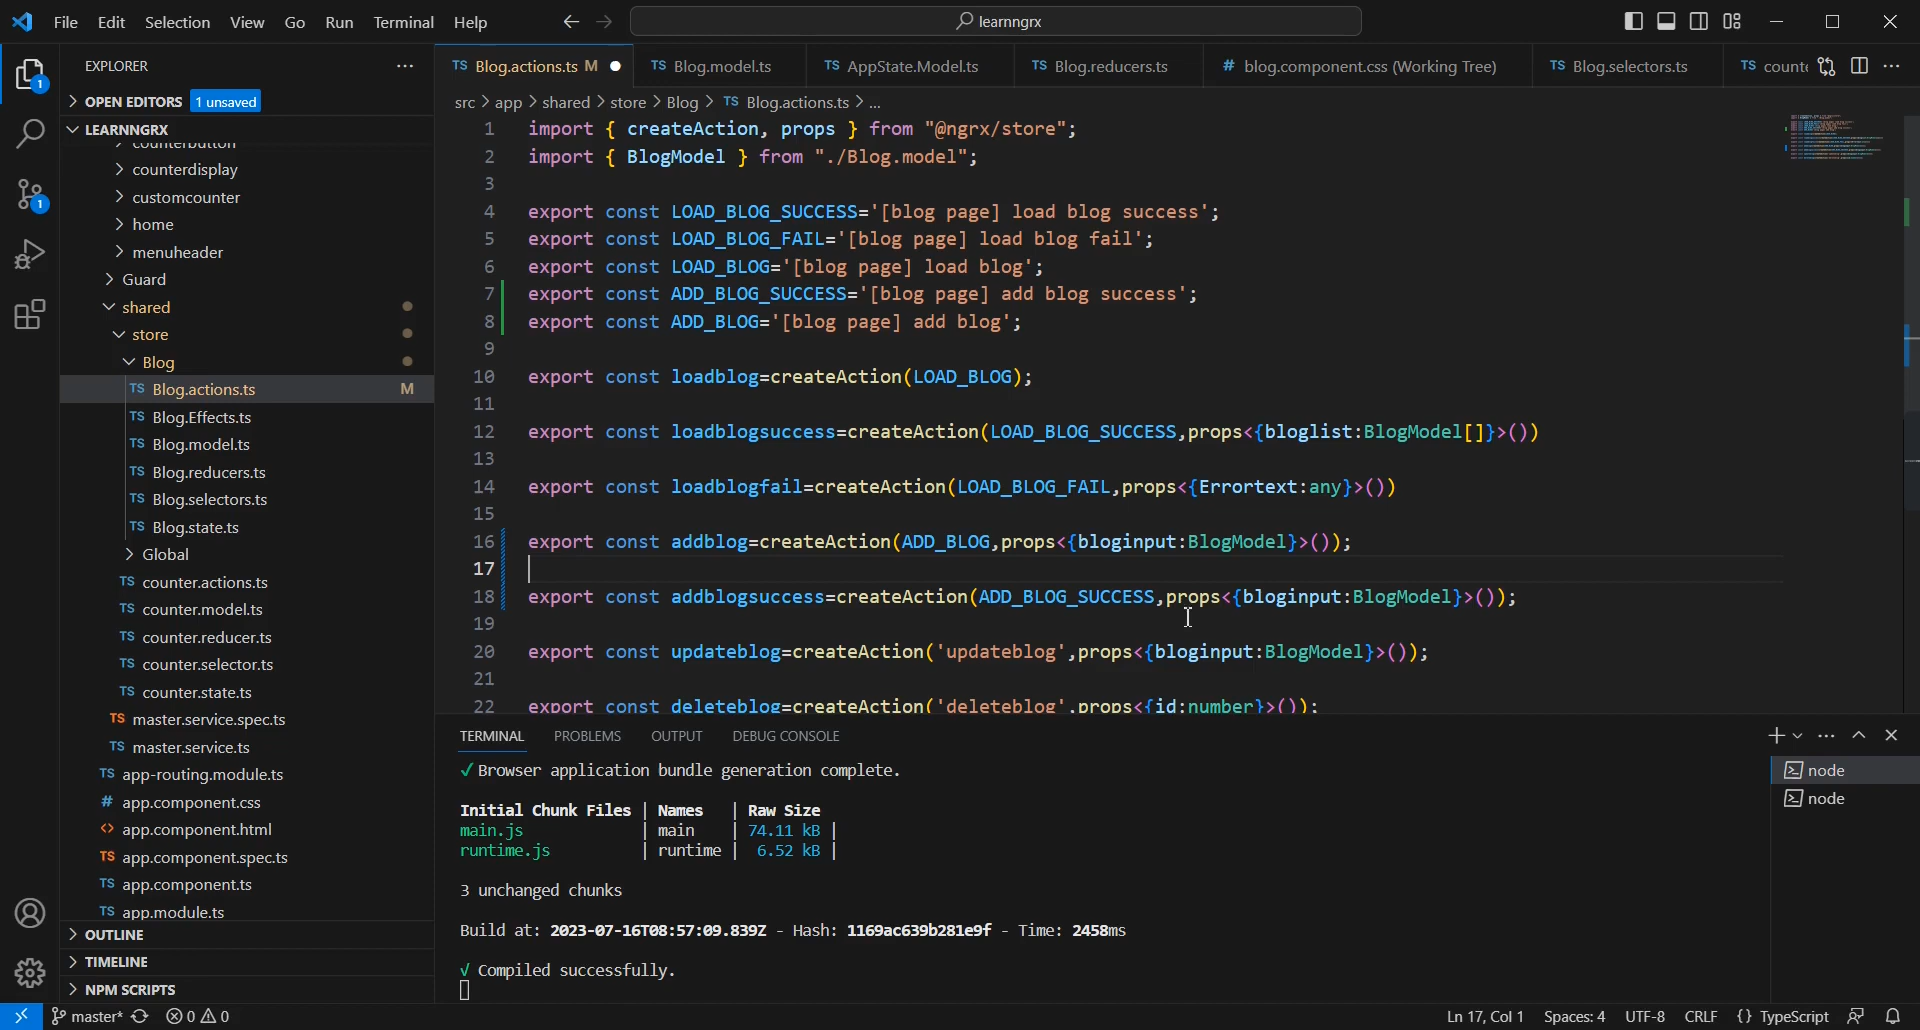 File Edit Selection View Go Run Terminal Help
learnngrx
EXPLORER
OPEN EDITORS 1 unsaved
LEARNNGRX
counterbutton
counterdisplay
customcounter
home
menuheader
Guard
shared
store
Blog
TS Blog.actions.ts M
TS Blog.Effects.ts
TS Blog.model.ts
TS Blog.reducers.ts
TS Blog.selectors.ts
TS Blog.state.ts
Global
TS counter.actions.ts
TS counter.model.ts
TS counter.reducer.ts
TS counter.selector.ts
TS counter.state.ts
TS master.service.spec.ts
TS master.service.ts
TS app-routing.module.ts
# app.component.css
<> app.component.html
TS app.component.spec.ts
TS app.component.ts
TS app.module.ts
OUTLINE
TIMELINE
NPM SCRIPTS
1
1
TS Blog.actions.ts M
TS Blog.model.ts
TS AppState.Model.ts
TS Blog.reducers.ts
# blog.component.css (Working Tree)
TS Blog.selectors.ts
TS counte
src > app > shared > store > Blog > TS Blog.actions.ts > ...
1 import { createAction, props } from "@ngrx/store";
2 import { BlogModel } from "./Blog.model";
3
4 export const LOAD_BLOG_SUCCESS='[blog page] load blog success';
5 export const LOAD_BLOG_FAIL='[blog page] load blog fail';
6 export const LOAD_BLOG='[blog page] load blog';
7 export const ADD_BLOG_SUCCESS='[blog page] add blog success';
8 export const ADD_BLOG='[blog page] add blog';
9
10 export const loadblog=createAction(LOAD_BLOG);
11
12 export const loadblogsuccess=createAction(LOAD_BLOG_SUCCESS,props<{bloglist:BlogModel[]}>())
13
14 export const loadblogfail=createAction(LOAD_BLOG_FAIL,props<{Errortext:any}>())
15
16 export const addblog=createAction(ADD_BLOG,props<{bloginput:BlogModel}>());
17
18 export const addblogsuccess=createAction(ADD_BLOG_SUCCESS,props<{bloginput:BlogModel}>());
19
20 export const updateblog=createAction('updateblog',props<{bloginput:BlogModel}>());
21
22 export const deleteblog=createAction('deleteblog',props<{id:number}>());
TERMINAL PROBLEMS OUTPUT DEBUG CONSOLE
√ Browser application bundle generation complete.
Initial Chunk Files | Names | Raw Size
main.js | main | 74.11 kB |
runtime.js | runtime | 6.52 kB |
3 unchanged chunks
Build at: 2023-07-16T08:57:09.839Z - Hash: 1169ac639b281e9f - Time: 2458ms
√ Compiled successfully.
node
node
master* 0 0
Ln 17, Col 1 Spaces: 4 UTF-8 CRLF {} TypeScript